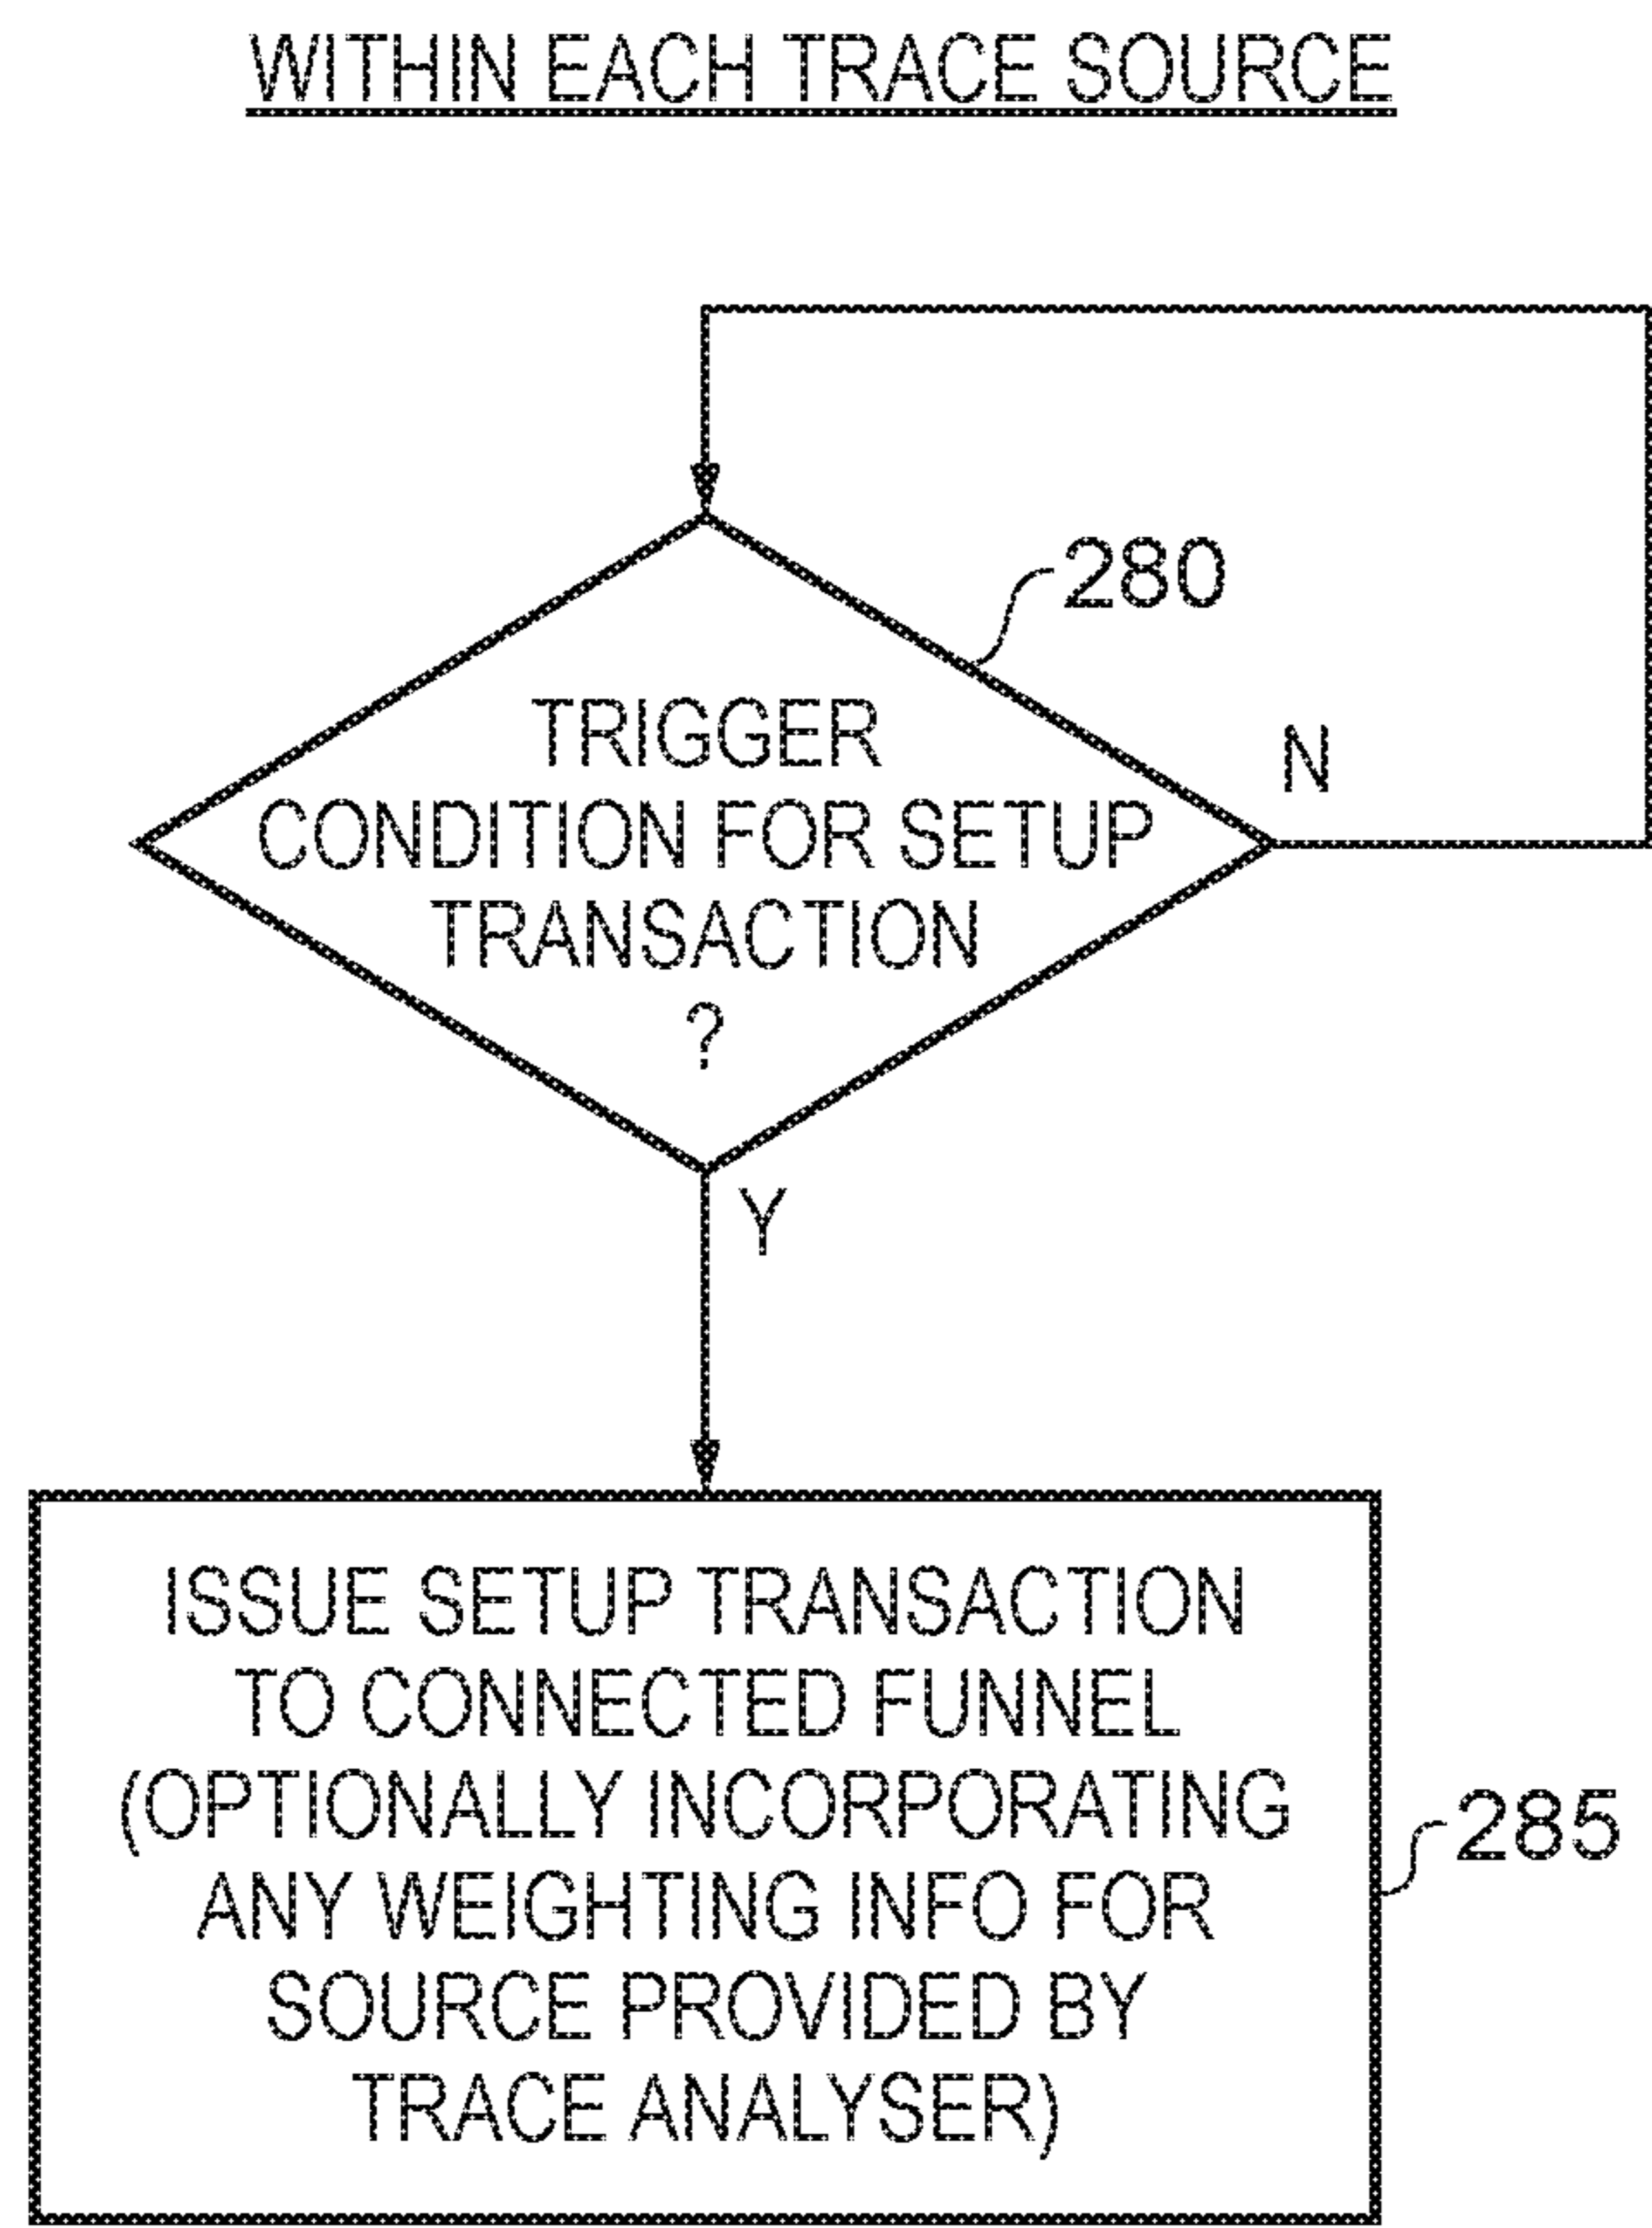 WITHIN EACH TRACE SOURCE
280
TRIGGER
CONDITION FOR SETUP
TRANSACTION
?
N
Y
ISSUE SETUP TRANSACTION
TO CONNECTED FUNNEL
(OPTIONALLY INCORPORATING
ANY WEIGHTING INFO FOR
SOURCE PROVIDED BY
TRACE ANALYSER)
285